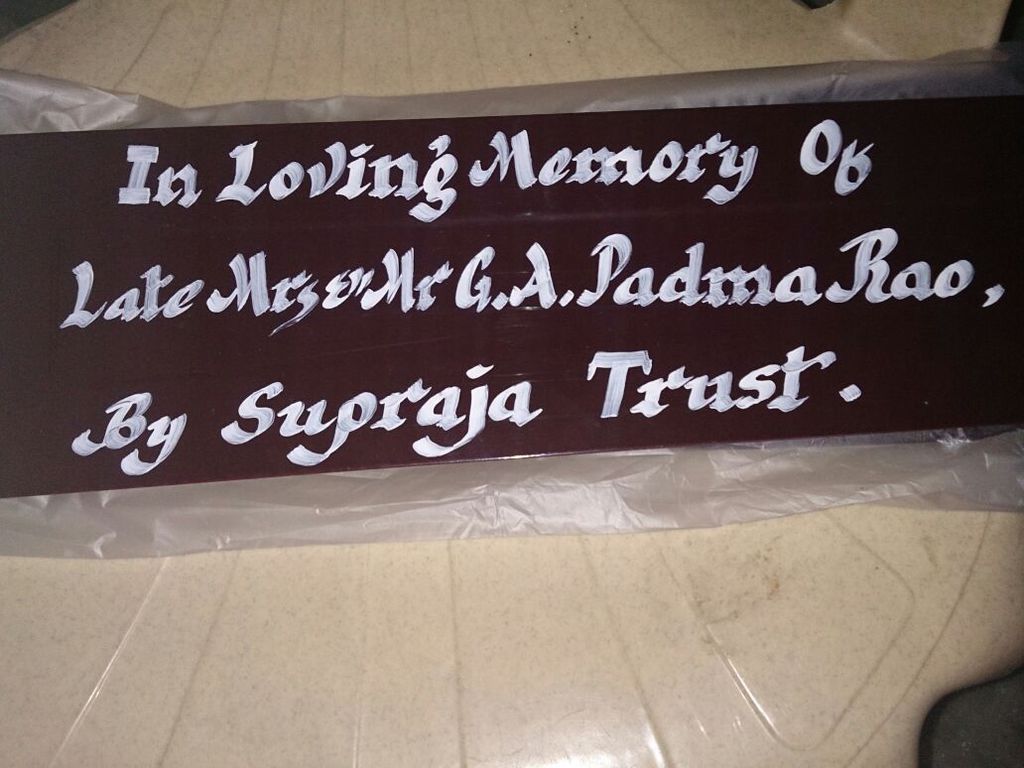 In Loving Memory Of
Late Mrs & Mr G.A. Padma Rao,
By Supraja Trust.